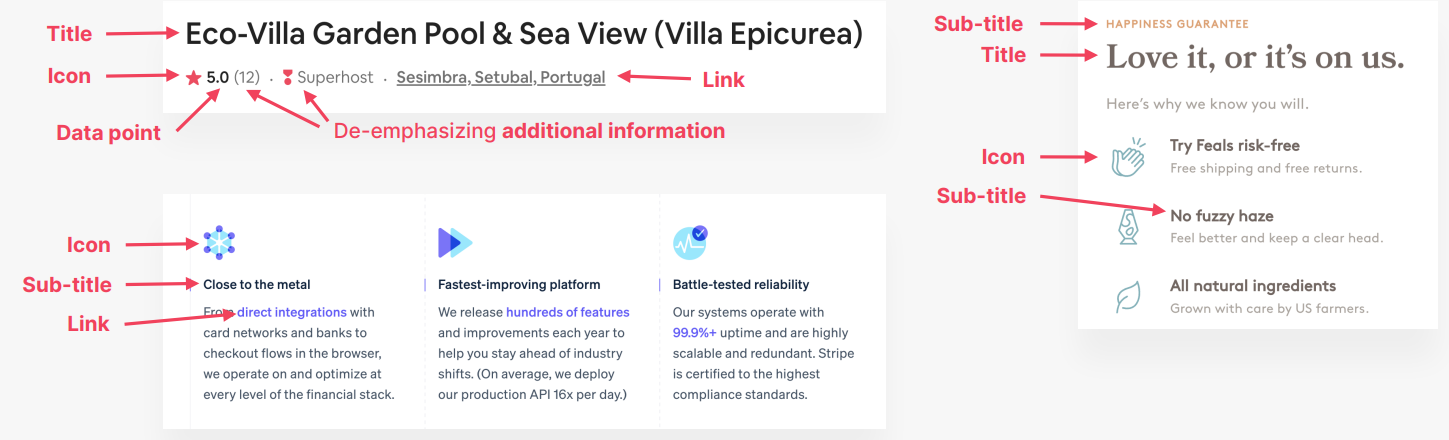 Title
Eco-Villa Garden Pool & Sea View (Villa Epicurea)
Icon
5.0 (12) · Superhost · Sesimbra, Setubal, Portugal
Link
Data point
De-emphasizing additional information
Icon
Sub-title
Close to the metal
Link
From direct integrations with
card networks and banks to
checkout flows in the browser,
we operate on and optimize at
every level of the financial stack.
Fastest-improving platform
We release hundreds of features
and improvements each year to
help you stay ahead of industry
shifts. (On average, we deploy
our production API 16x per day.)
Battle-tested reliability
Our systems operate with
99.9%+ uptime and are highly
scalable and redundant. Stripe
is certified to the highest
compliance standards.
Sub-title
HAPPINESS GUARANTEE
Title
Love it, or it's on us.
Here's why we know you will.
Icon
Try Feals risk-free
Free shipping and free returns.
Sub-title
No fuzzy haze
Feel better and keep a clear head.
All natural ingredients
Grown with care by US farmers.